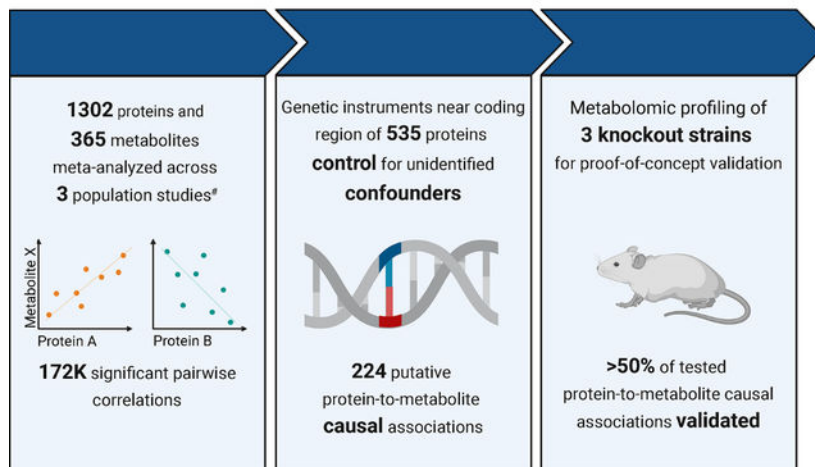 1302 proteins and
365 metabolites
meta-analyzed across
3 population studies#
Metabolite X
Protein A
Protein B
172K significant pairwise
correlations
Genetic instruments near coding
region of 535 proteins
control for unidentified
confounders
224 putative
protein-to-metabolite
causal associations
Metabolomic profiling of
3 knockout strains
for proof-of-concept validation
>50% of tested
protein-to-metabolite causal
associations validated